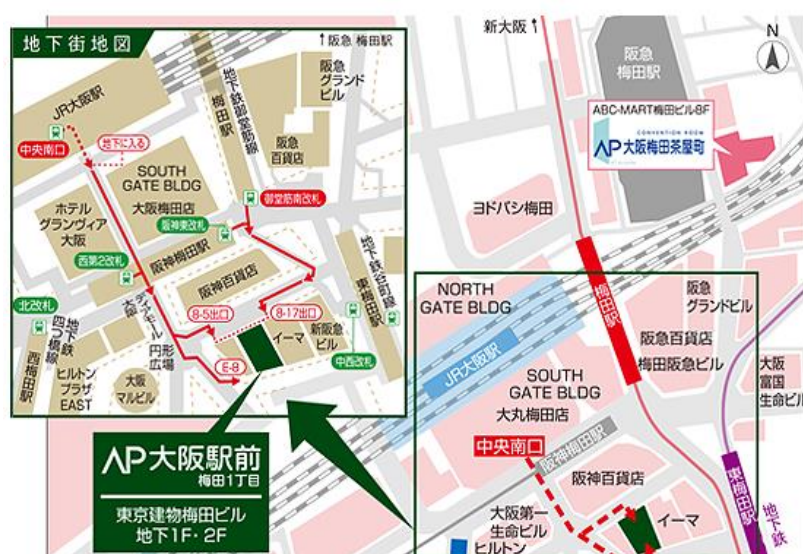 地下街地図
↑阪急 梅田駅
JR大阪駅
中央南口
地下に入る
地下鉄御堂筋線
梅田駅
阪急
グランド
ビル
阪急
百貨店
SOUTH
GATE BLDG
大阪梅田店
ホテル
グランヴィア
大阪
阪神東改札
御堂筋南改札
西第2改札
阪神梅田駅
阪神百貨店
北改札
地下鉄
四つ橋線
西梅田駅
ディアモール
大阪
円形
広場
8-5出口
8-17出口
E-8
イーマ
新阪急
ビル
地下鉄谷町線
東梅田駅
中西改札
ヒルトン
プラザ
EAST
大阪
マルビル
AP大阪駅前
梅田1丁目
東京建物梅田ビル
地下1F・2F
新大阪↑
N
阪急
梅田駅
ABC-MART梅田ビル8F
CONVENTION ROOM
AP大阪梅田茶屋町
ヨドバシ梅田
NORTH
GATE BLDG
梅田駅
阪急
グランドビル
JR大阪駅
阪急百貨店
梅田阪急ビル
SOUTH
GATE BLDG
大丸梅田店
大阪
富国
生命ビル
中央南口
阪神梅田駅
阪神百貨店
大阪第一
生命ビル
ヒルトン
イーマ
東梅田駅
地下鉄